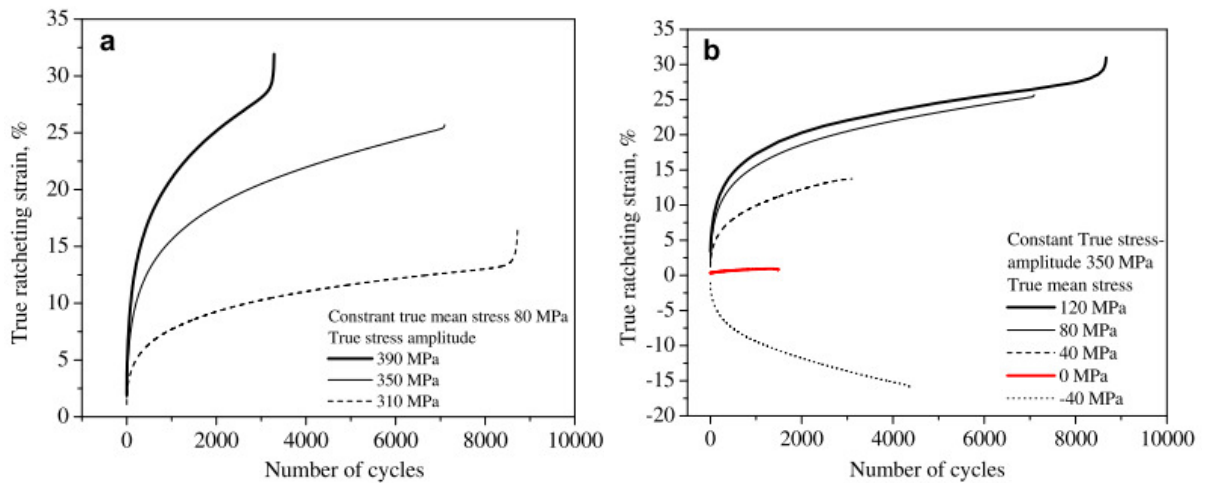 a
True ratcheting strain, %
35
30
25
20
15
10
5
0
Constrant true mean stress 80 MPa
True stress amplitude
390 MPa
350 MPa
310 MPa
0 2000 4000 6000 8000 10000
Number of cycles
b
True ratcheting strain, %
35
30
25
20
15
10
5
0
-5
-10
-15
-20
Constant True stress-
amplitude 350 MPa
True mean stress
120 MPa
80 MPa
40 MPa
0 MPa
-40 MPa
0 2000 4000 6000 8000 10000
Number of cycles